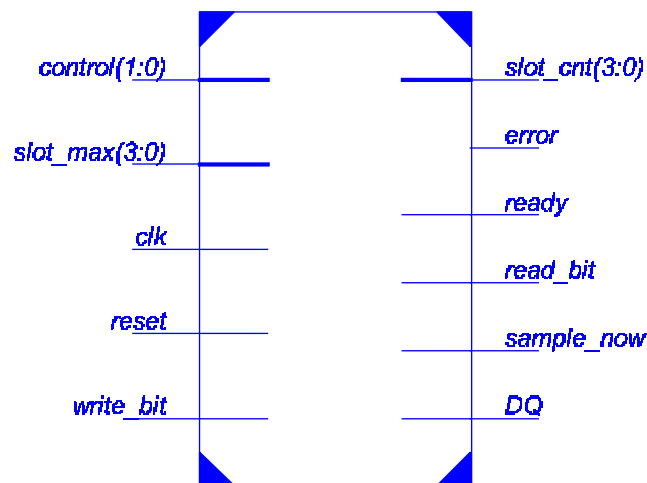 control(1:0)
slot_cnt(3:0)
error
slot_max(3:0)
ready
clk
read_bit
reset
sample_now
write_bit
DQ